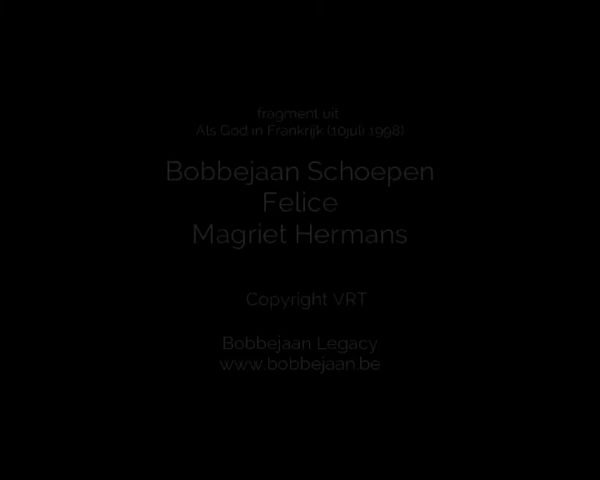 fragment uit
Als God in Frankrijk (10juli 1998)
Bobbejaan Schoepen
Felice
Magriet Hermans
Copyright VRT
Bobbejaan Legacy
www.bobbejaan.be